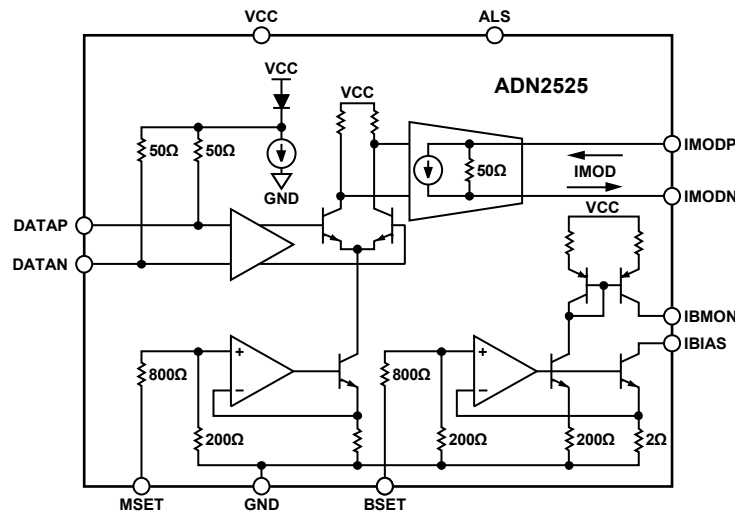 VCC
ALS
VCC
ADN2525
VCC
50Ω
50Ω
GND
50Ω
IMOD
IMODP
IMODN
VCC
DATAP
DATAN
IBMON
IBIAS
+
–
800Ω
200Ω
+
–
800Ω
200Ω
200Ω
2Ω
MSET
GND
BSET